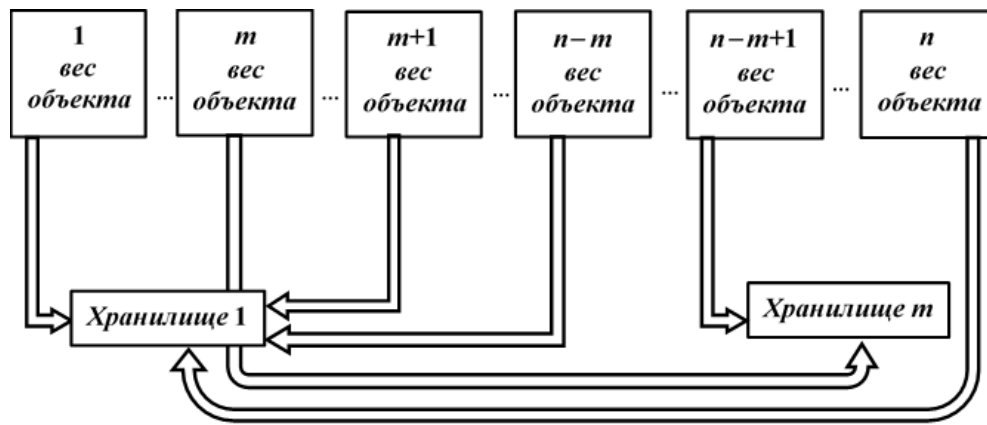 1
вес
объекта
...
m
вес
объекта
...
m+1
вес
объекта
...
n−m
вес
объекта
...
n−m+1
вес
объекта
...
n
вес
объекта
Хранилище 1
Хранилище m